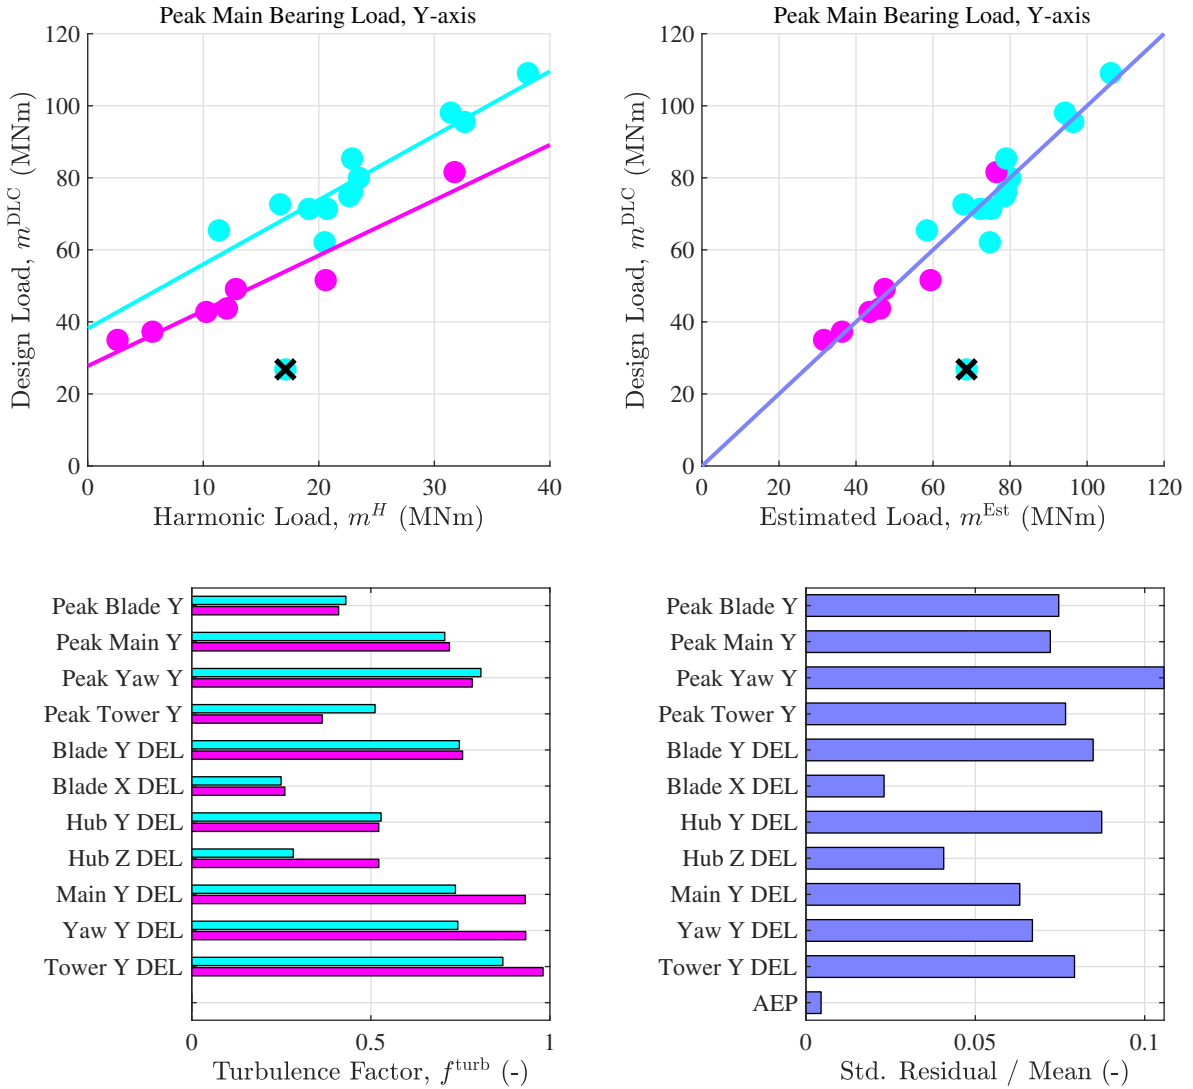 Peak Main Bearing Load, Y-axis
120
100
80
60
40
20
0
0 10 20 30 40
Design Load, m^DLC (MNm)
Harmonic Load, m^H (MNm)
Peak Main Bearing Load, Y-axis
120
100
80
60
40
20
0
0 20 40 60 80 100 120
Design Load, m^DLC (MNm)
Estimated Load, m^Est (MNm)
Peak Blade Y
Peak Main Y
Peak Yaw Y
Peak Tower Y
Blade Y DEL
Blade X DEL
Hub Y DEL
Hub Z DEL
Main Y DEL
Yaw Y DEL
Tower Y DEL
0 0.5 1
Turbulence Factor, f^turb (-)
Peak Blade Y
Peak Main Y
Peak Yaw Y
Peak Tower Y
Blade Y DEL
Blade X DEL
Hub Y DEL
Hub Z DEL
Main Y DEL
Yaw Y DEL
Tower Y DEL
AEP
0 0.05 0.1
Std. Residual / Mean (-)